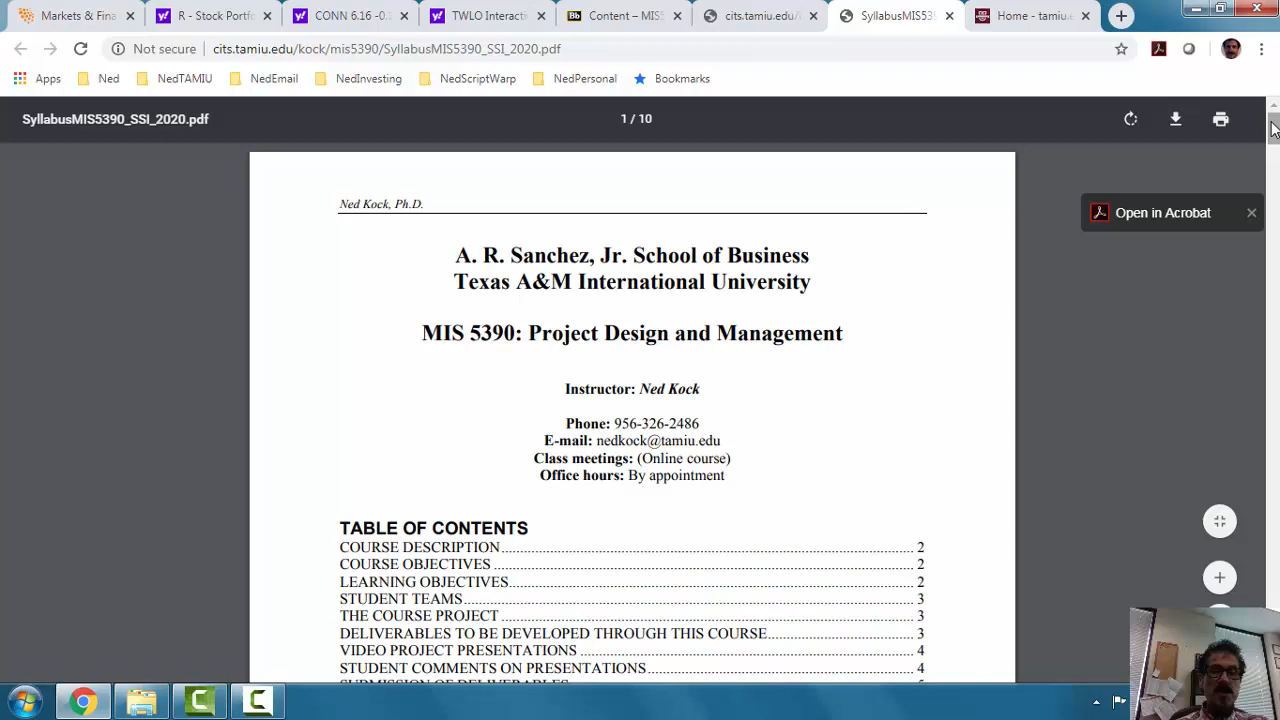 Markets & Fina
R - Stock Portf
CONN 6.16 -0.
TWLO Interacti
Content – MIS
cits.tamiu.edu/
SyllabusMIS53
Home - tamiu.e
Not secure
cits.tamiu.edu/kock/mis5390/SyllabusMIS5390_SSI_2020.pdf
Apps
Ned
NedTAMIU
NedEmail
NedInvesting
NedScriptWarp
NedPersonal
Bookmarks
SyllabusMIS5390_SSI_2020.pdf
1 / 10
Open in Acrobat
Ned Kock, Ph.D.
A. R. Sanchez, Jr. School of Business
Texas A&M International University
MIS 5390: Project Design and Management
Instructor: Ned Kock
Phone: 956-326-2486
E-mail: nedkock@tamiu.edu
Class meetings: (Online course)
Office hours: By appointment
TABLE OF CONTENTS
COURSE DESCRIPTION 2
COURSE OBJECTIVES 2
LEARNING OBJECTIVES 2
STUDENT TEAMS 3
THE COURSE PROJECT 3
DELIVERABLES TO BE DEVELOPED THROUGH THIS COURSE 3
VIDEO PROJECT PRESENTATIONS 4
STUDENT COMMENTS ON PRESENTATIONS 4
SUBMISSION OF DELIVERABLES